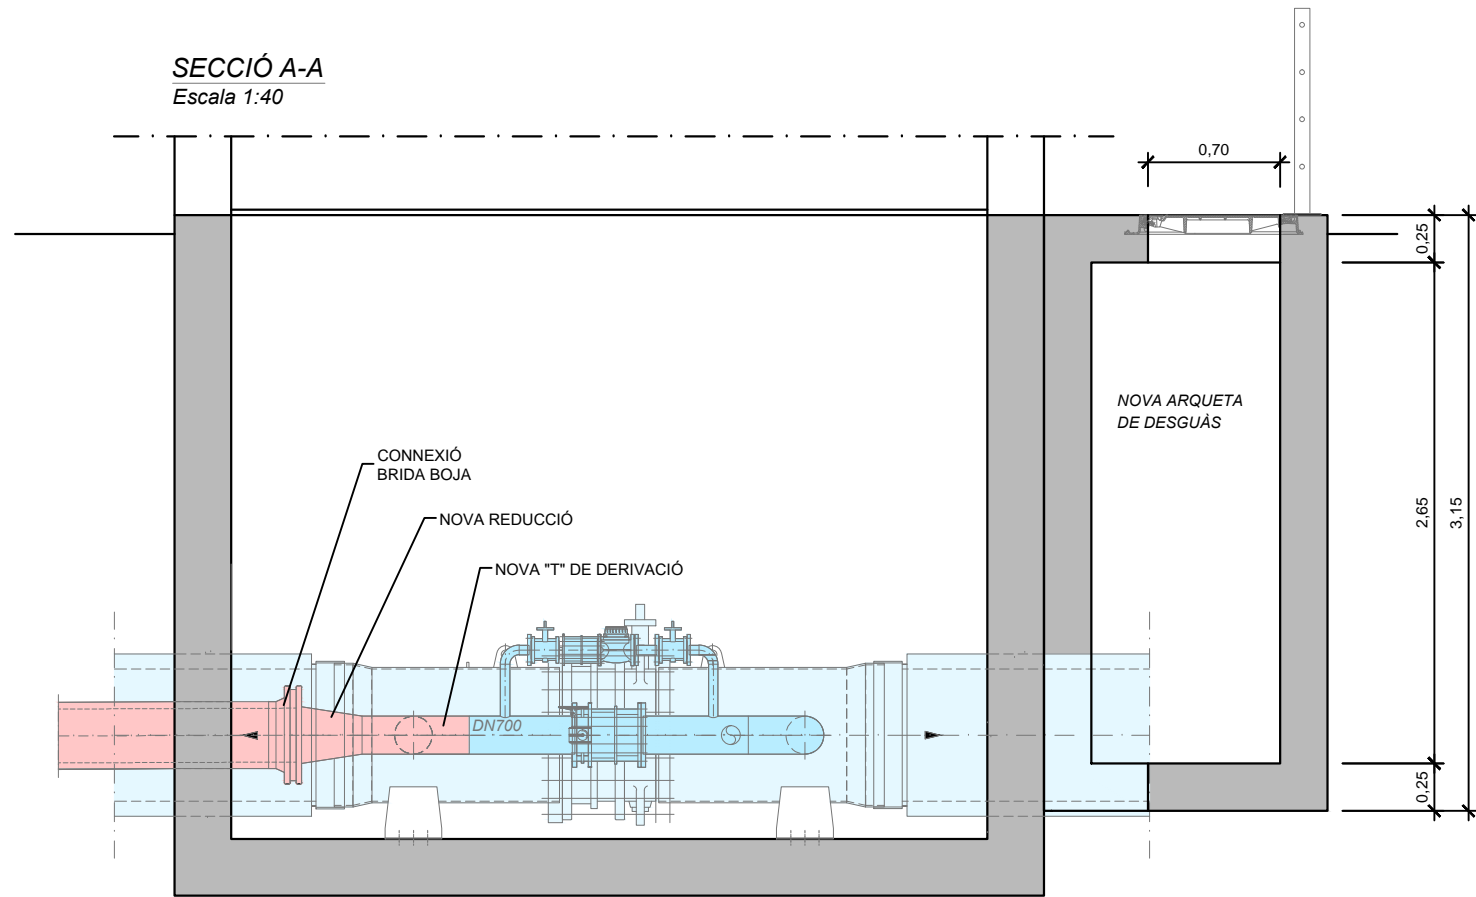 SECCIÓ A-A
Escala 1:40
0,70
0,25
NOVA ARQUETA
DE DESGUÀS
CONNEXIÓ
BRIDA BOJA
2,65
3,15
NOVA REDUCCIÓ
NOVA "T" DE DERIVACIÓ
DN700
0,25